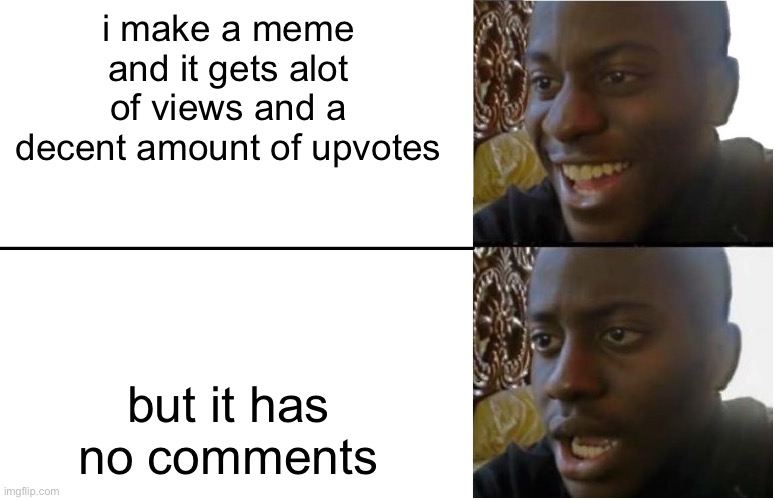 i make a meme
and it gets alot
of views and a
decent amount of upvotes
but it has
no comments
imgflip.com